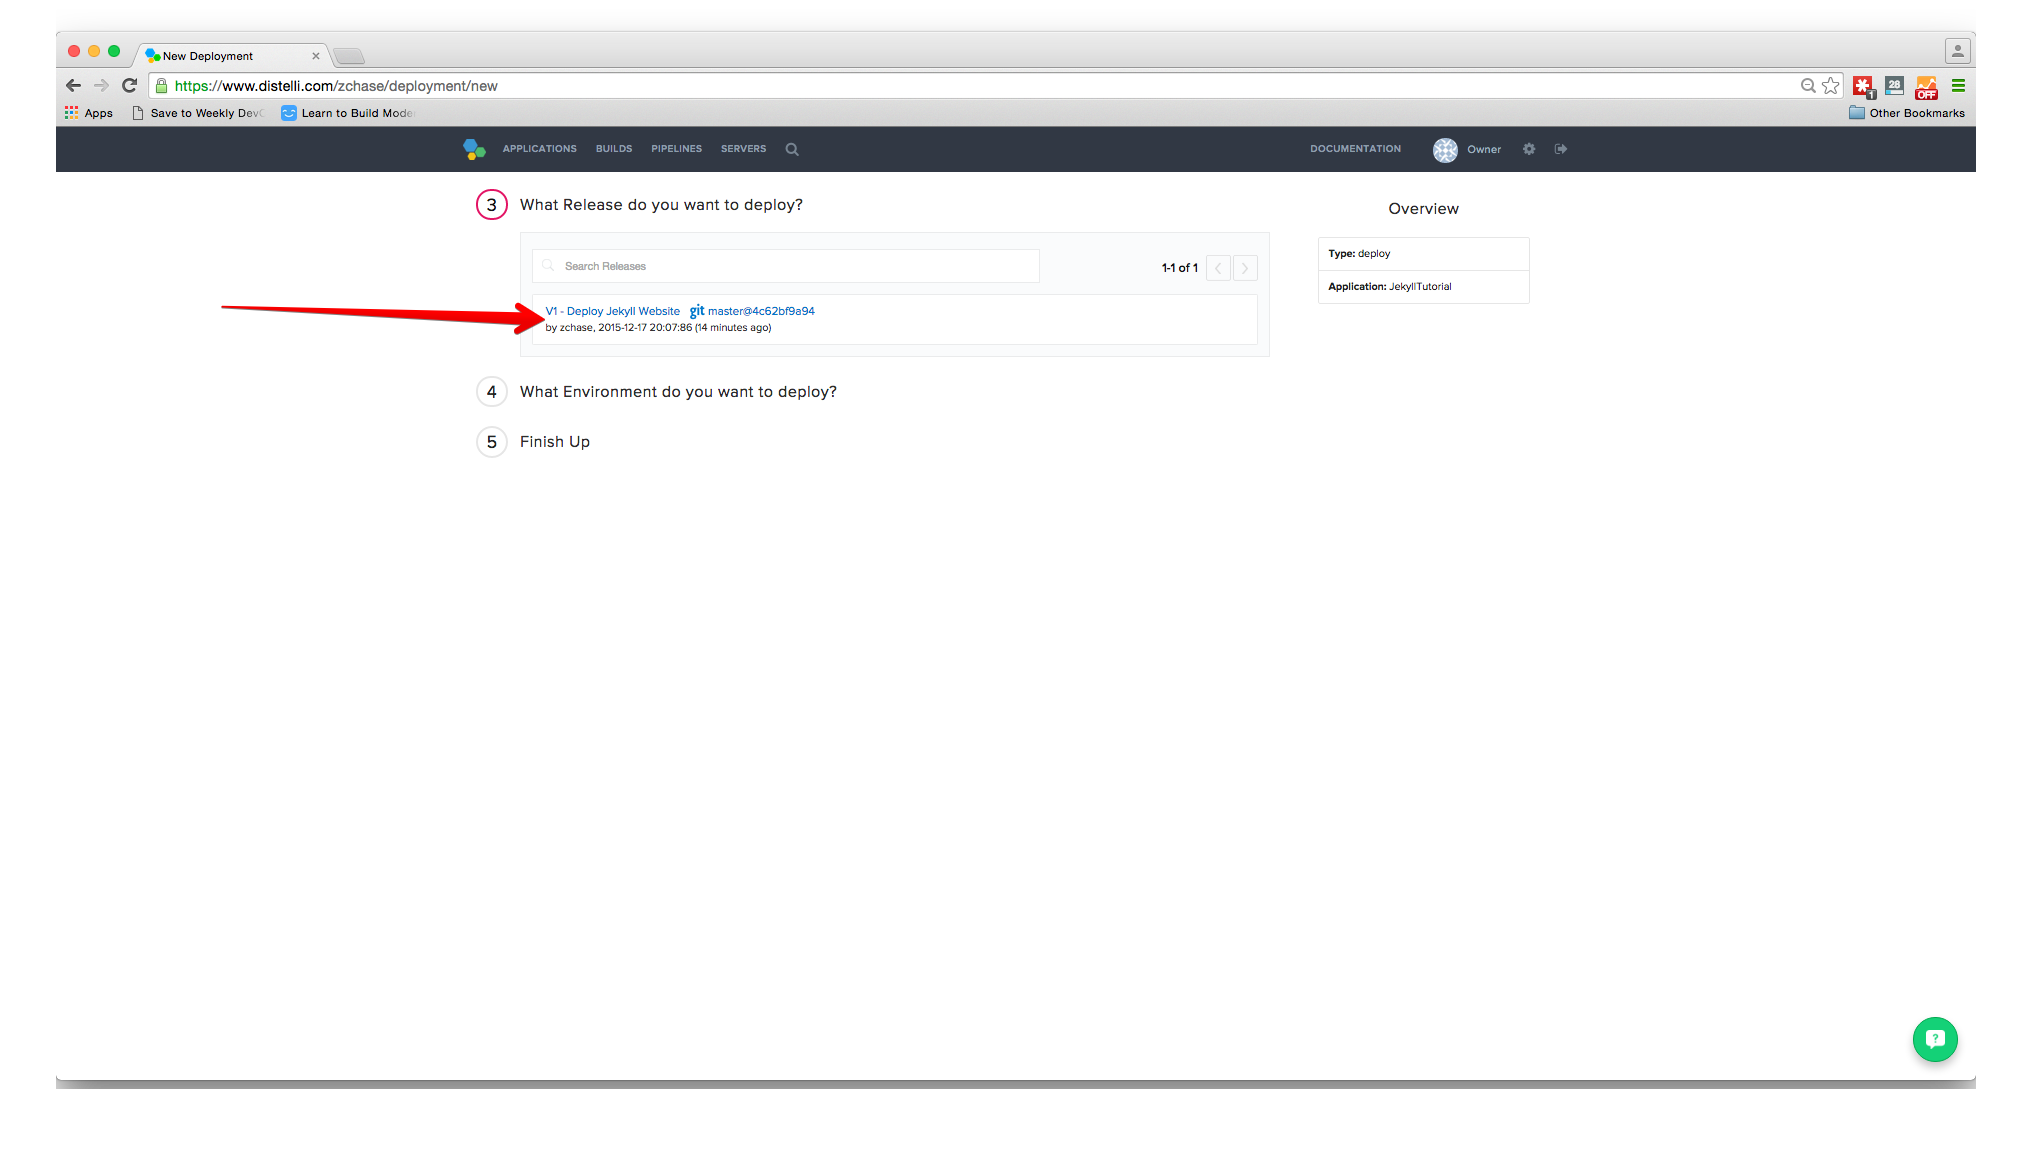 New Deployment
https://www.distelli.com/zchase/deployment/new
1
28
OFF
Apps
Save to Weekly Dev
Learn to Build Mode
Other Bookmarks
APPLICATIONS BUILDS PIPELINES SERVERS
DOCUMENTATION
Owner
3 What Release do you want to deploy?
Search Releases
1-1 of 1
V1 - Deploy Jekyll Website git master@4c62bf9a94
by zchase, 2015-12-17 20:07:86 (14 minutes ago)
4 What Environment do you want to deploy?
5 Finish Up
Overview
Type: deploy
Application: JekyllTutorial
?